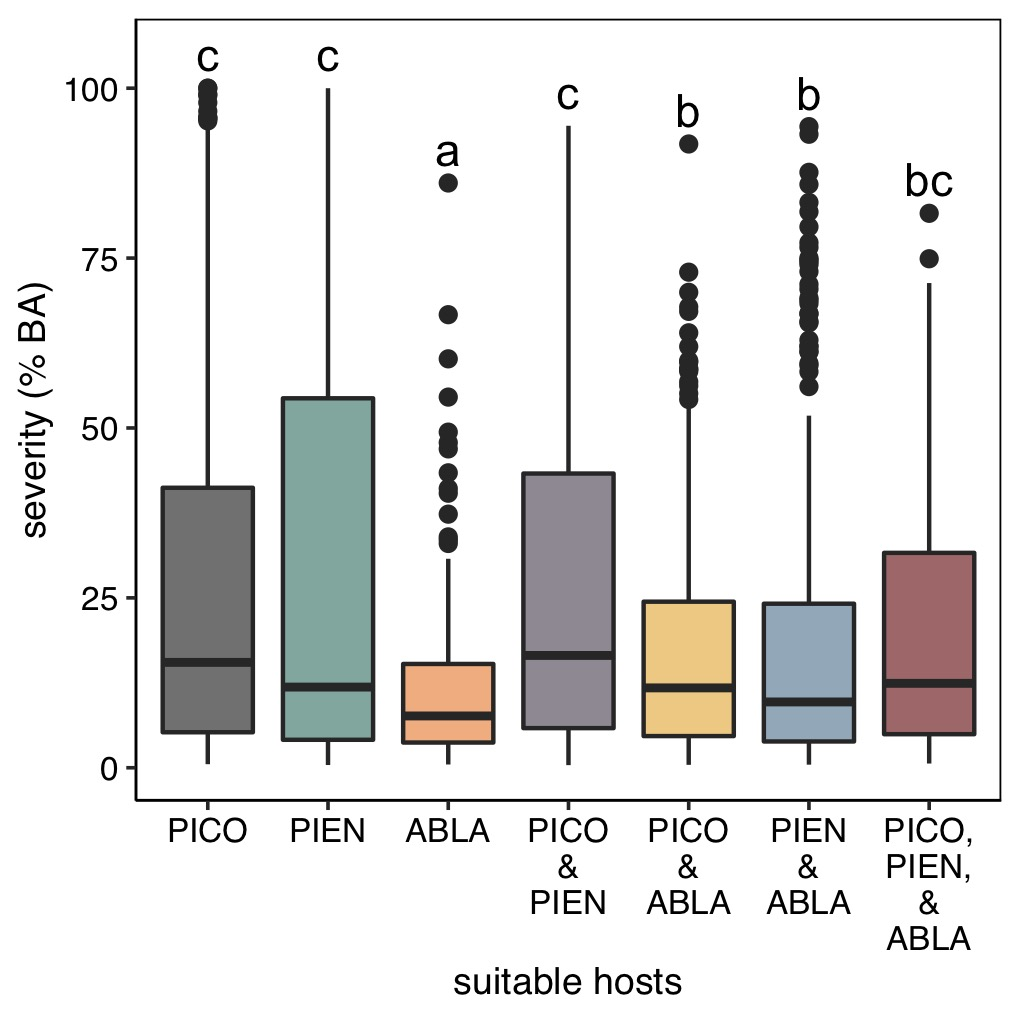 c
c
a
c
b
b
bc
100
75
50
25
0
severity (% BA)
PICO
PIEN
ABLA
PICO
&
PIEN
PICO
&
ABLA
PIEN
&
ABLA
PICO,
PIEN,
&
ABLA
suitable hosts